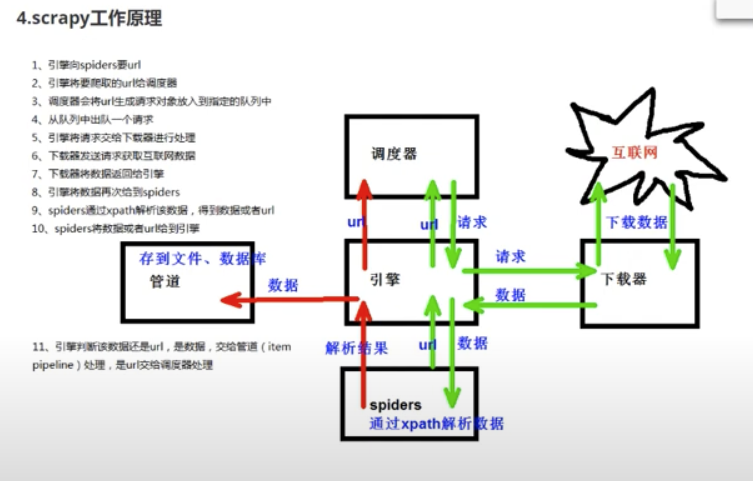 4.scrapy工作原理
1、引擎向spiders要url
2、引擎将要爬取的url给调度器
3、调度器会将url生成请求对象放入到指定的队列中
4、从队列中出队一个请求
5、引擎将请求交给下载器进行处理
6、下载器发送请求获取互联网数据
7、下载器将数据返回给引擎
8、引擎将数据再次给到spiders
9、spiders通过xpath解析该数据，得到数据或者url
10、spiders将数据或者url给到引擎
11、引擎判断该数据还是url，是数据，交给管道（item
pipeline）处理，是url交给调度器处理
调度器
互联网
url
url
请求
下载数据
存到文件、数据库
管道
数据
引擎
请求
数据
下载器
解析结果
url
数据
spiders
通过xpath解析数据